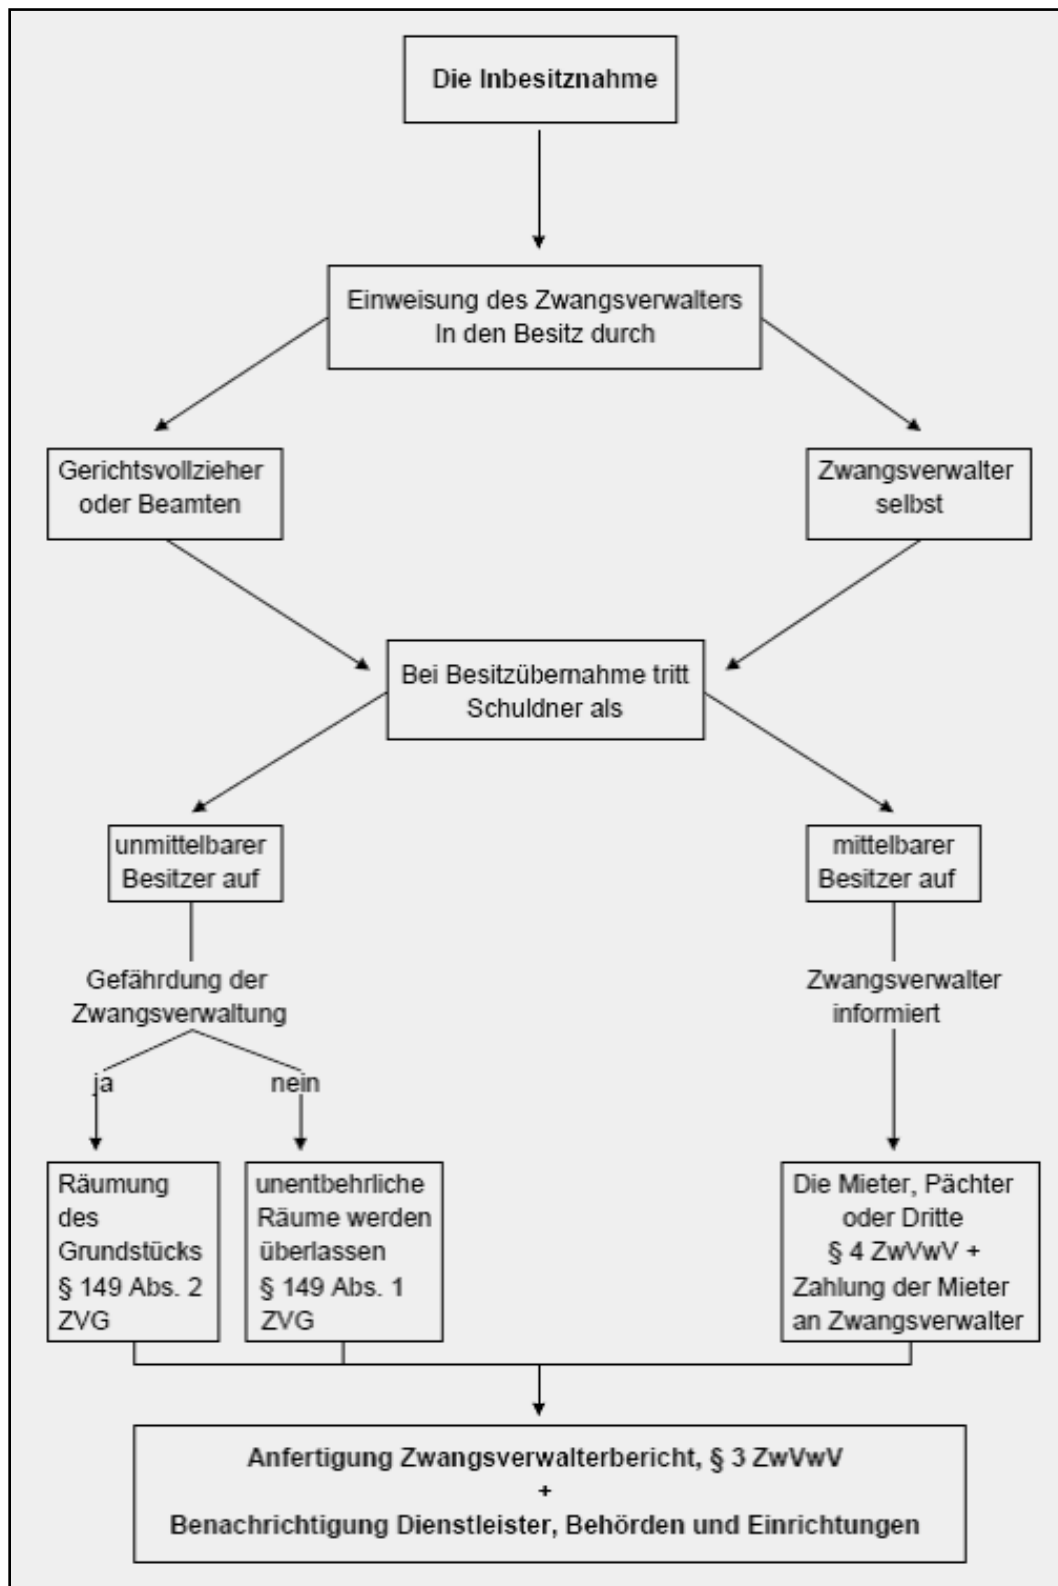 Die Inbesitznahme
Einweisung des Zwangsverwalters
In den Besitz durch
Gerichtsvollzieher
oder Beamten
Zwangsverwalter
selbst
Bei Besitzübernahme tritt
Schuldner als
unmittelbarer
Besitzer auf
mittelbarer
Besitzer auf
Gefährdung der
Zwangsverwaltung
Zwangsverwalter
informiert
ja
nein
Räumung
des
Grundstücks
§ 149 Abs. 2
ZVG
unentbehrliche
Räume werden
überlassen
§ 149 Abs. 1
ZVG
Die Mieter, Pächter
oder Dritte
§ 4 ZwVwV +
Zahlung der Mieter
an Zwangsverwalter
Anfertigung Zwangsverwalterbericht, § 3 ZwVwV
+
Benachrichtigung Dienstleister, Behörden und Einrichtungen